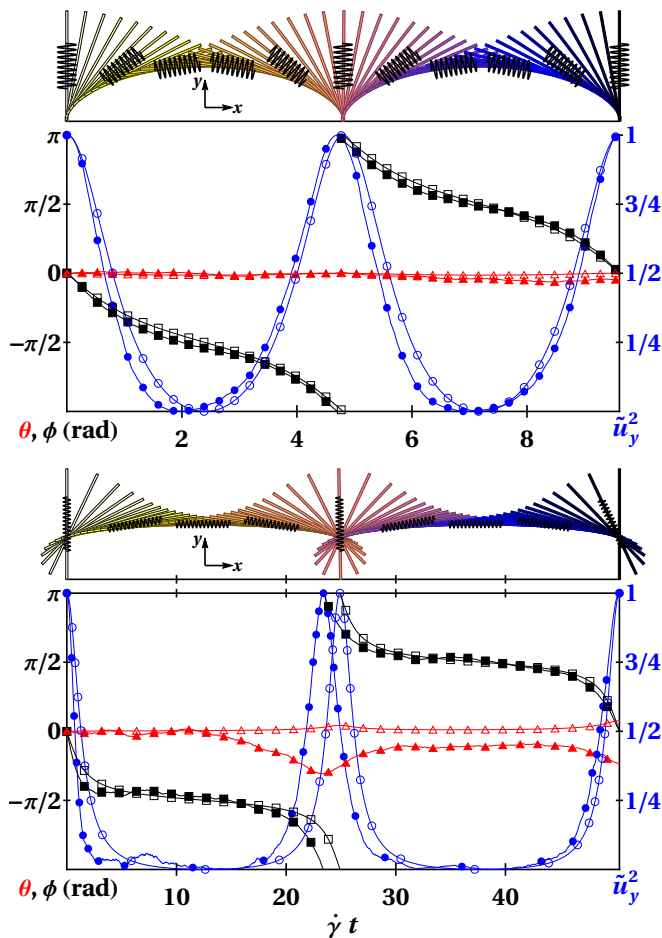 y
x
π 1
π/2 3/4
0 1/2
−π/2 1/4
θ, ϕ (rad) 2 4 6 8 ũ_y^2
y
x
π 1
π/2 3/4
0 1/2
−π/2 1/4
θ, ϕ (rad) 10 20 30 40 ũ_y^2
γ̇ t